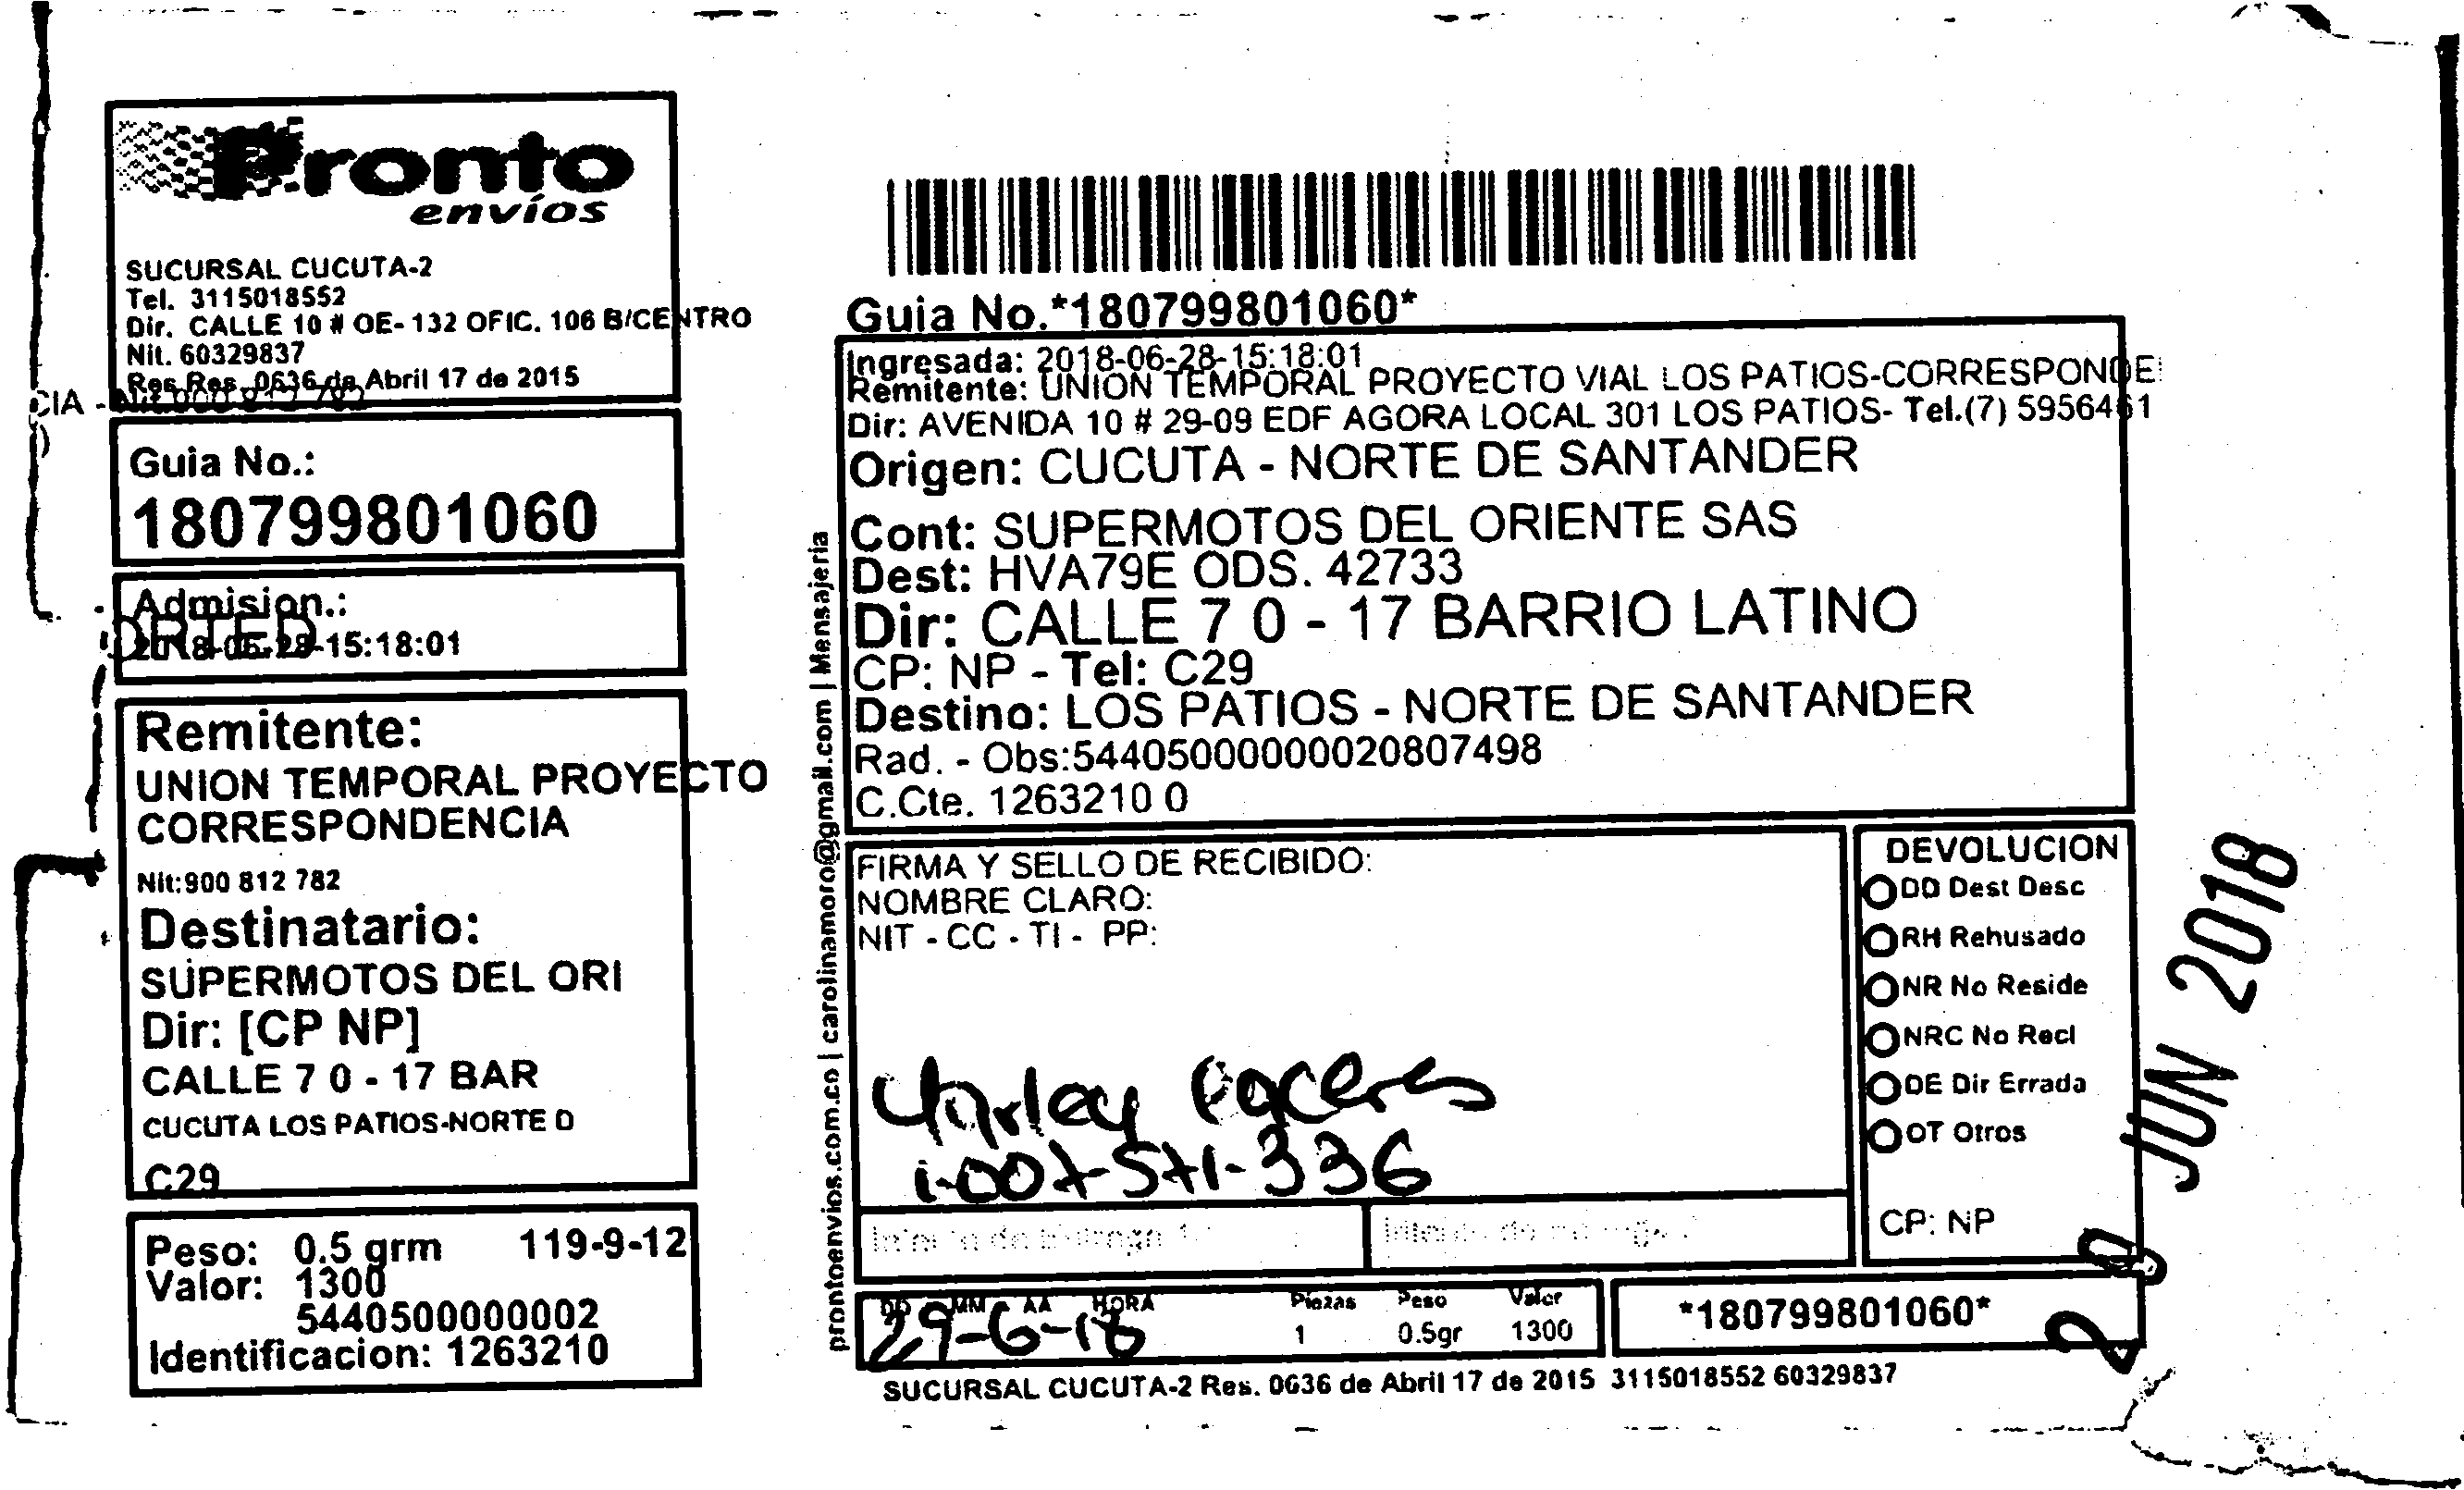 Pronto
envíos
SUCURSAL CUCUTA-2
Tel. 3115018552
Dir. CALLE 10 # OE-132 OFIC. 106 B/CENTRO
Nit. 60329837
Res Res .0636 de Abril 17 de 2015
CIA -
Guia No.:
180799801060
Admision.:
2018-06-28-15:18:01
Remitente:
UNION TEMPORAL PROYECTO
CORRESPONDENCIA
Nit:900 812 782
Destinatario:
SUPERMOTOS DEL ORI
Dir: [CP NP]
CALLE 7 0 - 17 BAR
CUCUTA LOS PATIOS-NORTE D
C29
Peso: 0.5 grm 119-9-12
Valor: 1300
5440500000002
Identificacion: 1263210
prontoenvios.com.co | carolinamoro@gmail.com | Mensajeria
Guia No.*180799801060*
Ingresada: 2018-06-28-15:18:01
Remitente: UNION TEMPORAL PROYECTO VIAL LOS PATIOS-CORRESPONDE
Dir: AVENIDA 10 # 29-09 EDF AGORA LOCAL 301 LOS PATIOS- Tel.(7) 5956461
Origen: CUCUTA - NORTE DE SANTANDER
Cont: SUPERMOTOS DEL ORIENTE SAS
Dest: HVA79E ODS. 42733
Dir: CALLE 7 0 - 17 BARRIO LATINO
CP: NP - Tel: C29
Destino: LOS PATIOS - NORTE DE SANTANDER
Rad. - Obs:54405000000020807498
C.Cte. 1263210 0
FIRMA Y SELLO DE RECIBIDO:
NOMBRE CLARO:
NIT - CC - TI - PP:
1-007-571-336
DEVOLUCION
DD Dest Desc
RH Rehusado
NR No Reside
NRC No Recl
DE Dir Errada
OT Otros
CP: NP
DD MM AA HORA
29-6-18
Piezas Peso Valor
1 0.5gr 1300
*180799801060*
SUCURSAL CUCUTA-2 Res. 0636 de Abril 17 de 2015 3115018552 60329837
JUN 2018